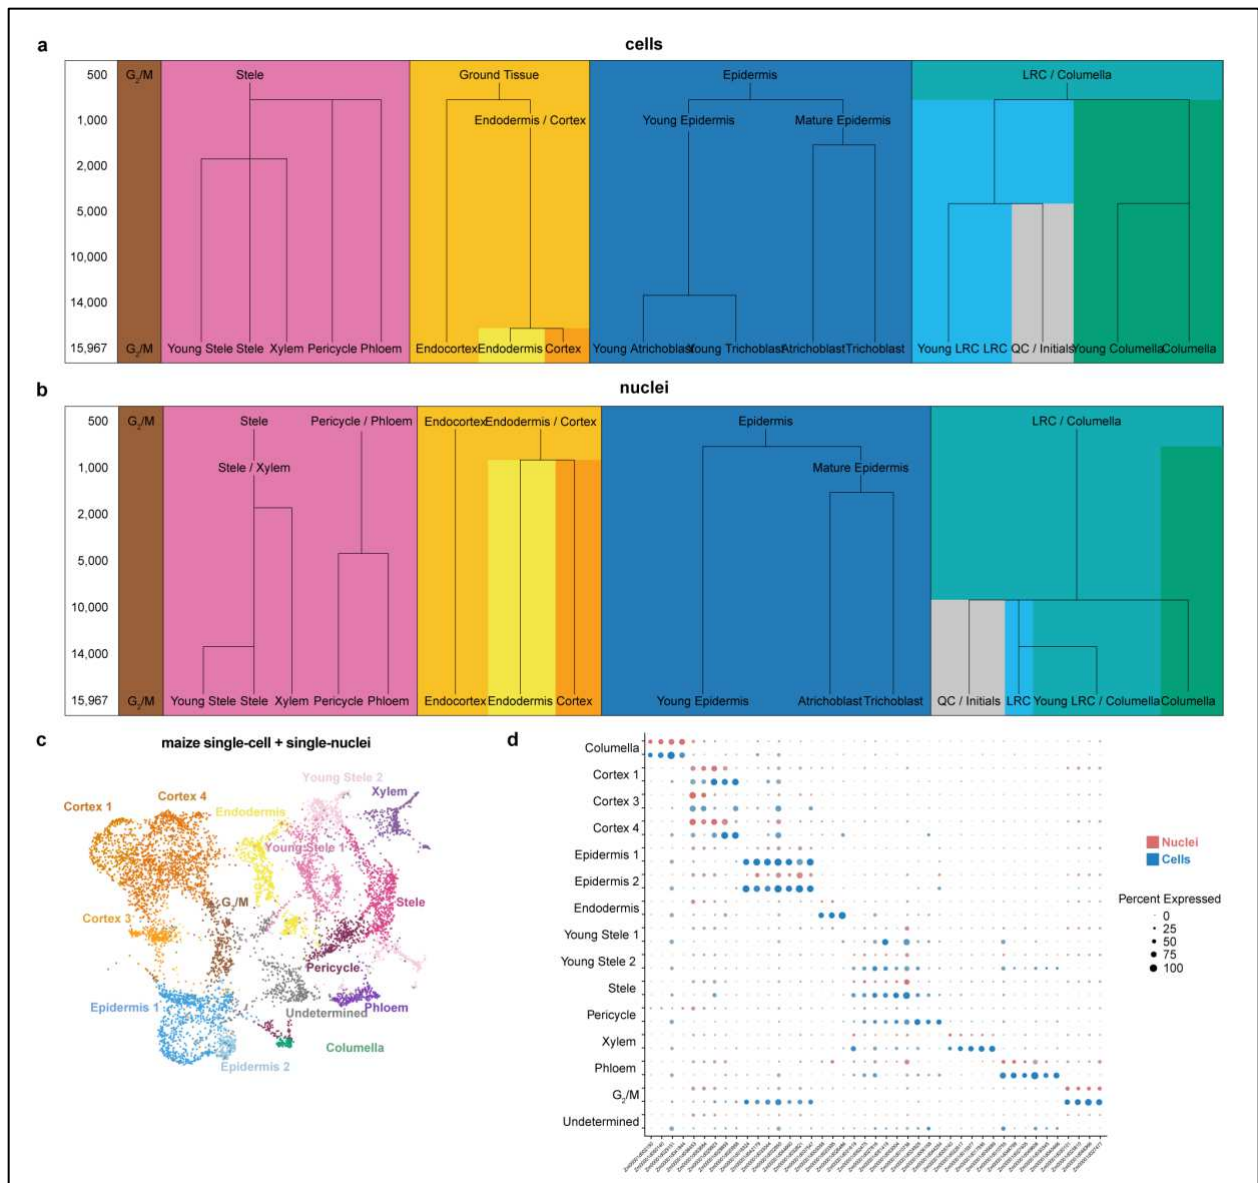 a
cells
500 G2/M Stele Ground Tissue Epidermis LRC / Columella
1,000 Endodermis / Cortex Young Epidermis Mature Epidermis
2,000
5,000
10,000
14,000
15,967 G2/M Young Stele Stele Xylem Pericycle Phloem Endocortex Endodermis Cortex Young Atrichoblast Young Trichoblast Atrichoblast Trichoblast Young LRC LRC QC / Initials Young Columella Columella
b
nuclei
500 G2/M Stele Pericycle / Phloem Endocortex Endodermis / Cortex Epidermis LRC / Columella
1,000 Stele / Xylem Mature Epidermis
2,000
5,000
10,000
14,000
15,967 G2/M Young Stele Stele Xylem Pericycle Phloem Endocortex Endodermis Cortex Young Epidermis Atrichoblast Trichoblast QC / Initials LRC Young LRC / Columella Columella
c
maize single-cell + single-nuclei
Young Stele 2
Xylem
Cortex 1
Cortex 4
Endodermis
Young Stele 1
G2/M
Stele
Cortex 3
Pericycle
Epidermis 1
Undetermined
Phloem
Columella
Epidermis 2
d
Columella
Cortex 1
Cortex 3
Cortex 4
Epidermis 1
Epidermis 2
Endodermis
Young Stele 1
Young Stele 2
Stele
Pericycle
Xylem
Phloem
G2/M
Undetermined
Nuclei
Cells
Percent Expressed
0
25
50
75
100